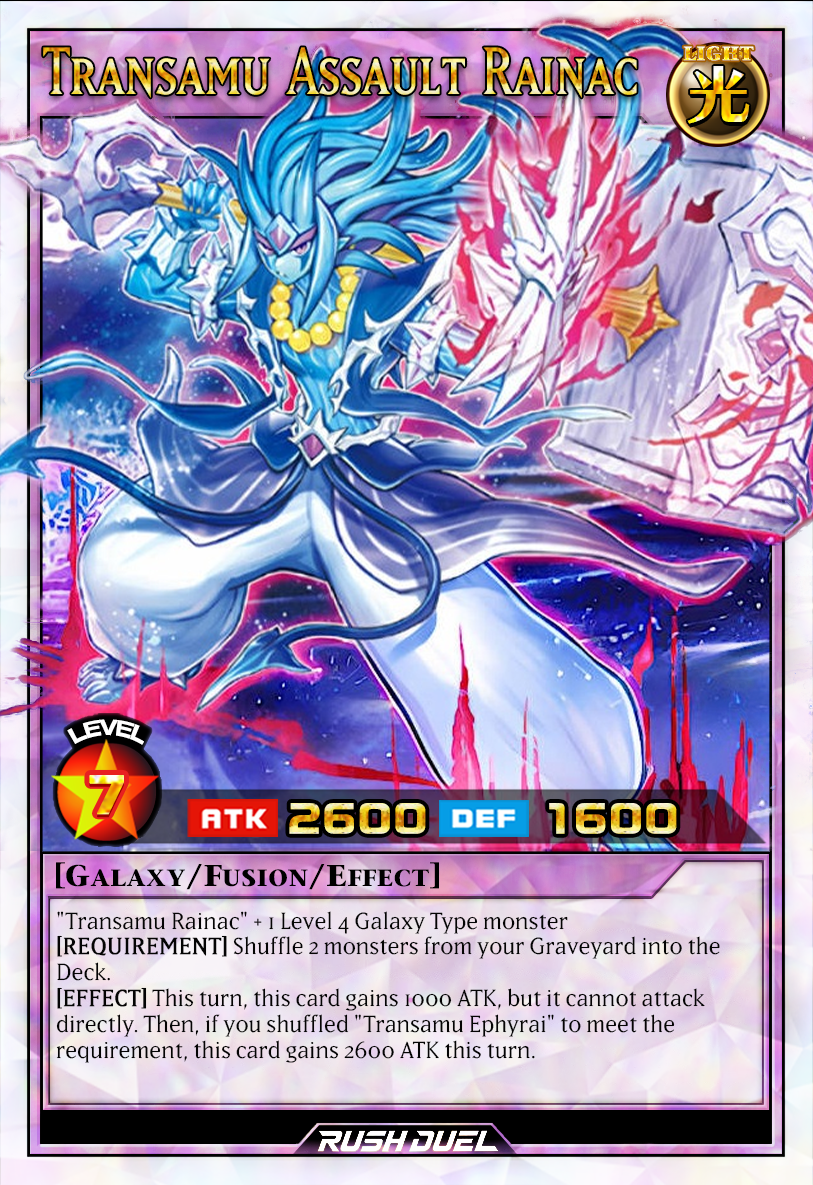 TRANSAMU ASSAULT RAINAC
LIGHT
光
LEVEL
7
ATK 2600 DEF 1600
[GALAXY/FUSION/EFFECT]
"Transamu Rainac" + 1 Level 4 Galaxy Type monster
[REQUIREMENT] Shuffle 2 monsters from your Graveyard into the
Deck.
[EFFECT] This turn, this card gains 1000 ATK, but it cannot attack
directly. Then, if you shuffled "Transamu Ephyrai" to meet the
requirement, this card gains 2600 ATK this turn.
RUSH DUEL